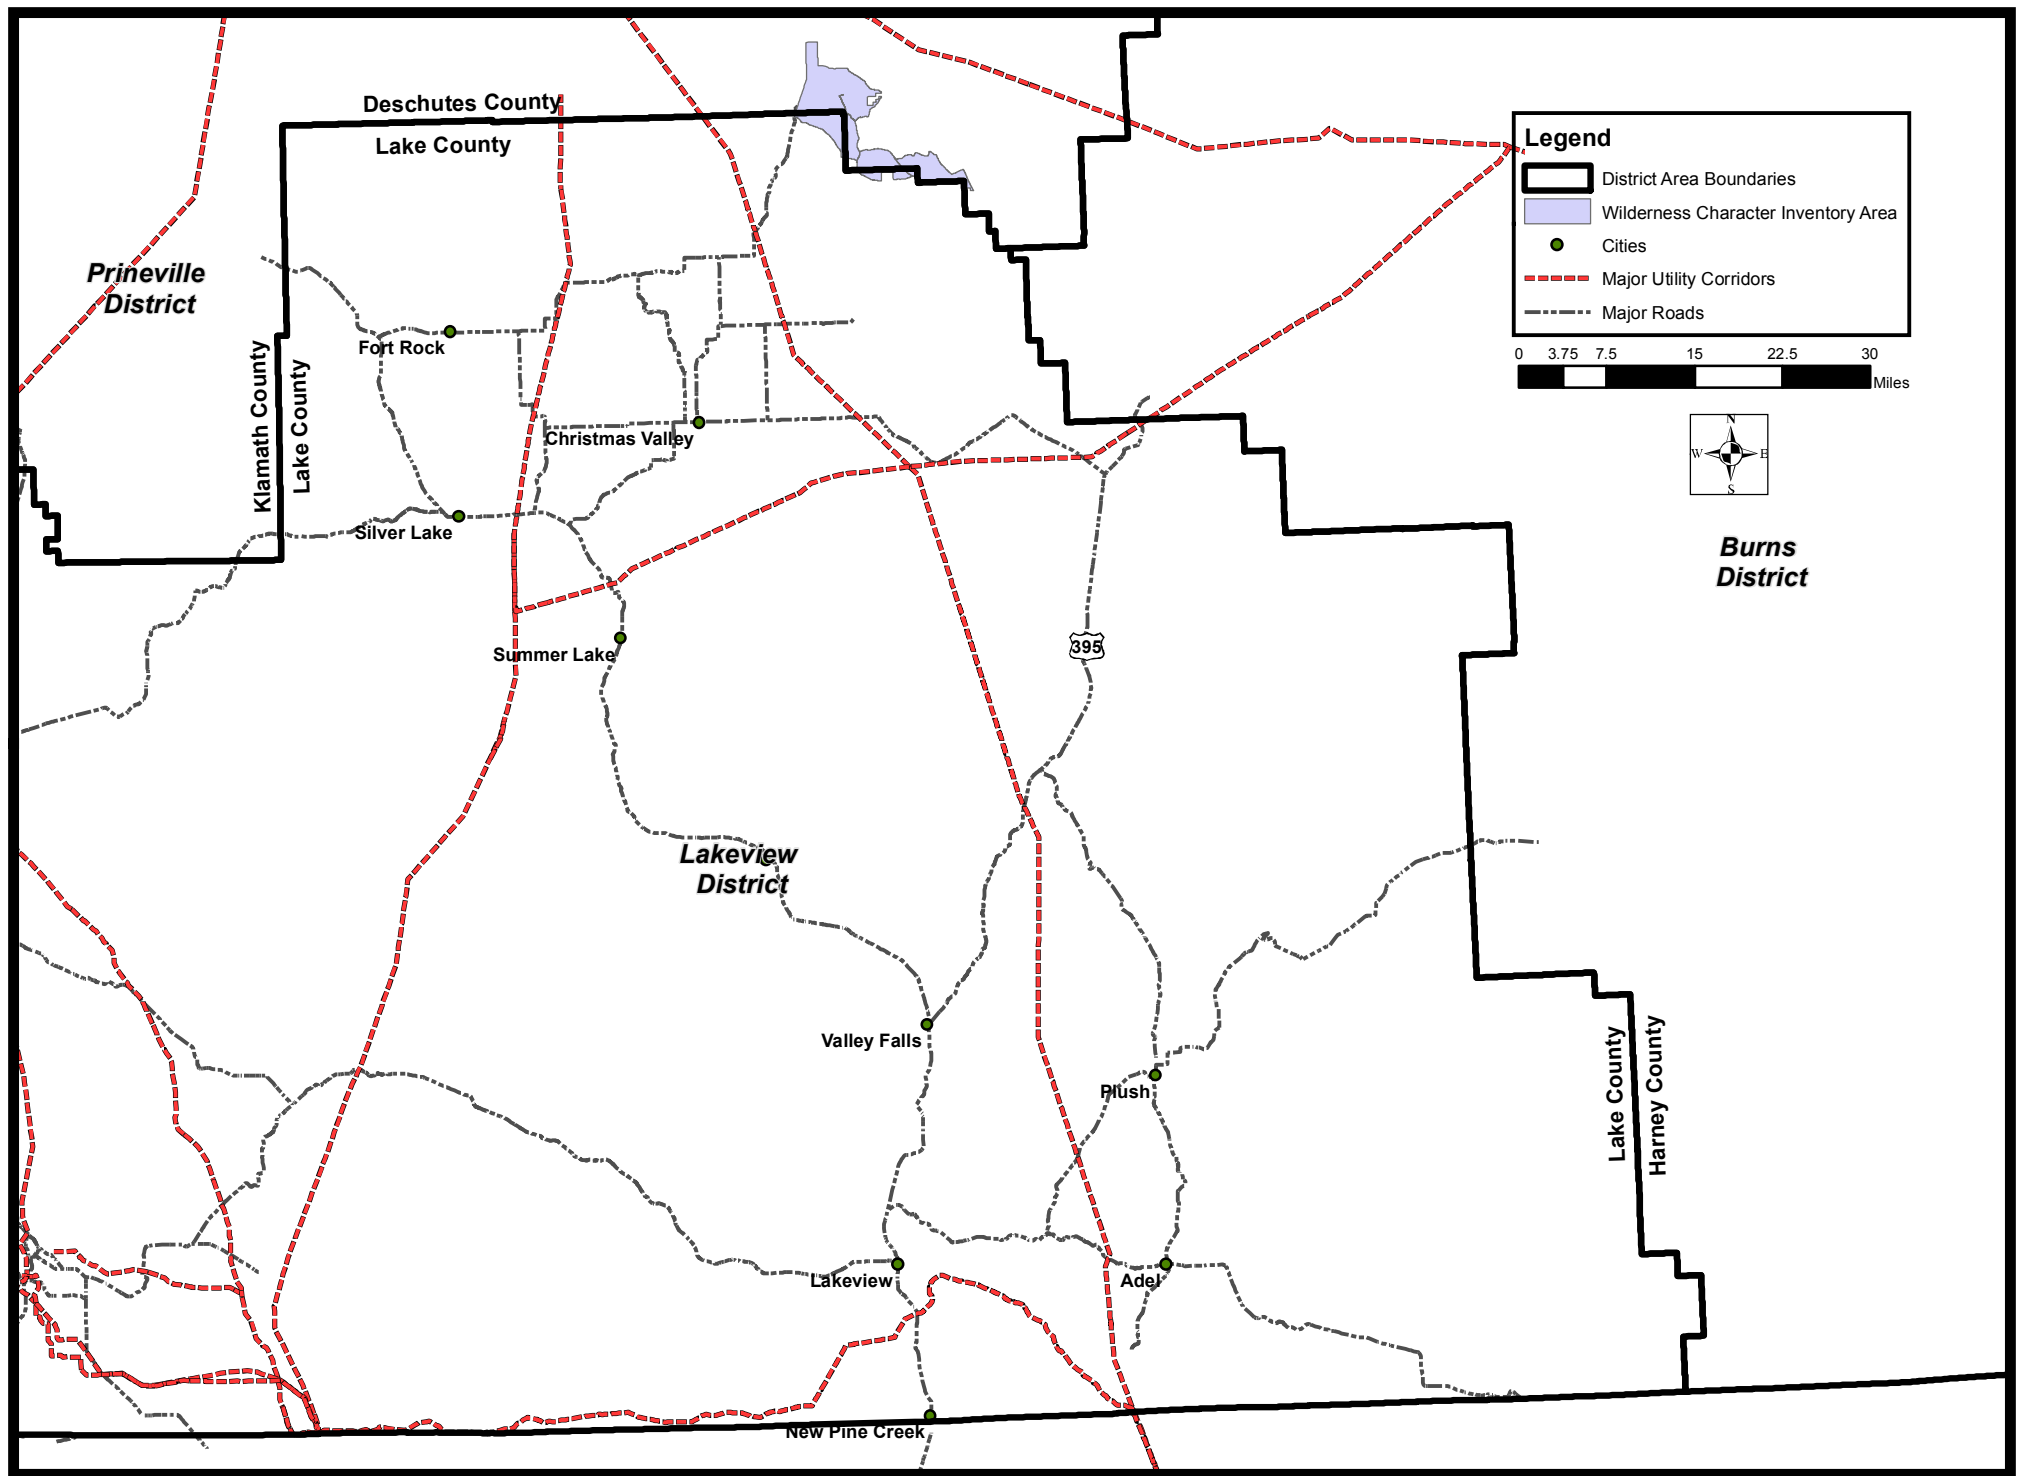 Deschutes County
Lake County
Legend
District Area Boundaries
Wilderness Character Inventory Area
Cities
Major Utility Corridors
Major Roads
0 3.75 7.5 15 22.5 30
Miles
N
W E
S
Prineville
District
Klamath County
Lake County
Fort Rock
Christmas Valley
Silver Lake
Burns
District
395
Summer Lake
Lakeview
District
Valley Falls
Plush
Lake County
Harney County
Lakeview
Adel
New Pine Creek